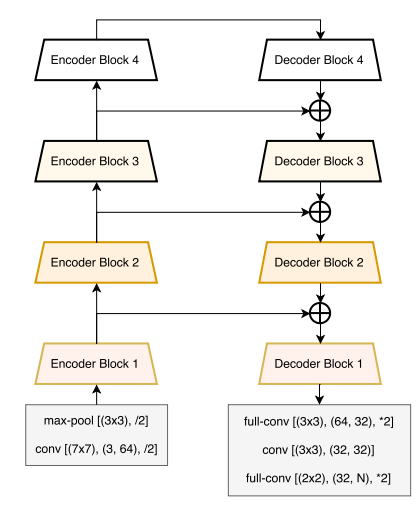 Encoder Block 4
Decoder Block 4
Encoder Block 3
Decoder Block 3
Encoder Block 2
Decoder Block 2
Encoder Block 1
Decoder Block 1
max-pool [(3x3), /2]
conv [(7x7), (3, 64), /2]
full-conv [(3x3), (64, 32), *2]
conv [(3x3), (32, 32)]
full-conv [(2x2), (32, N), *2]